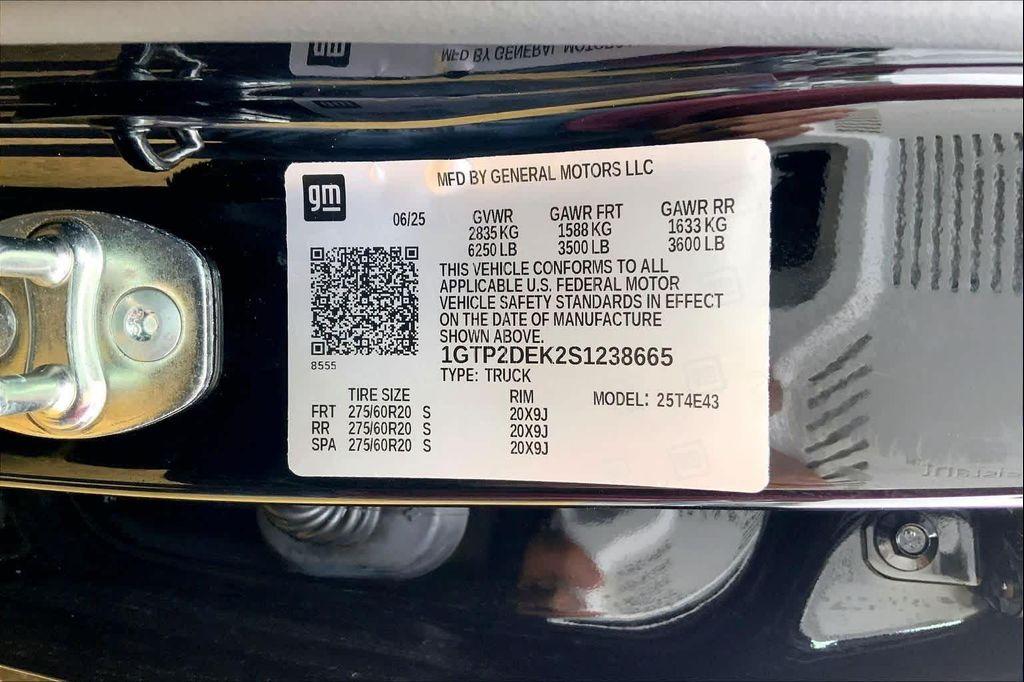 gm
MFD BY GENERAL MOTORS LLC
06/25
GVWR
2835 KG
6250 LB
GAWR FRT
1588 KG
3500 LB
GAWR RR
1633 KG
3600 LB
THIS VEHICLE CONFORMS TO ALL
APPLICABLE U.S. FEDERAL MOTOR
VEHICLE SAFETY STANDARDS IN EFFECT
ON THE DATE OF MANUFACTURE
SHOWN ABOVE.
8555
1GTP2DEK2S1238665
TYPE: TRUCK
TIRE SIZE RIM MODEL: 25T4E43
FRT 275/60R20 S 20X9J
RR 275/60R20 S 20X9J
SPA 275/60R20 S 20X9J